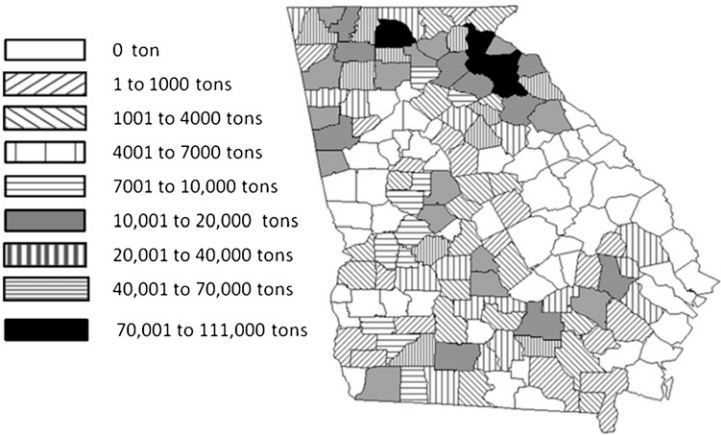 0 ton
1 to 1000 tons
1001 to 4000 tons
4001 to 7000 tons
7001 to 10,000 tons
10,001 to 20,000 tons
20,001 to 40,000 tons
40,001 to 70,000 tons
70,001 to 111,000 tons